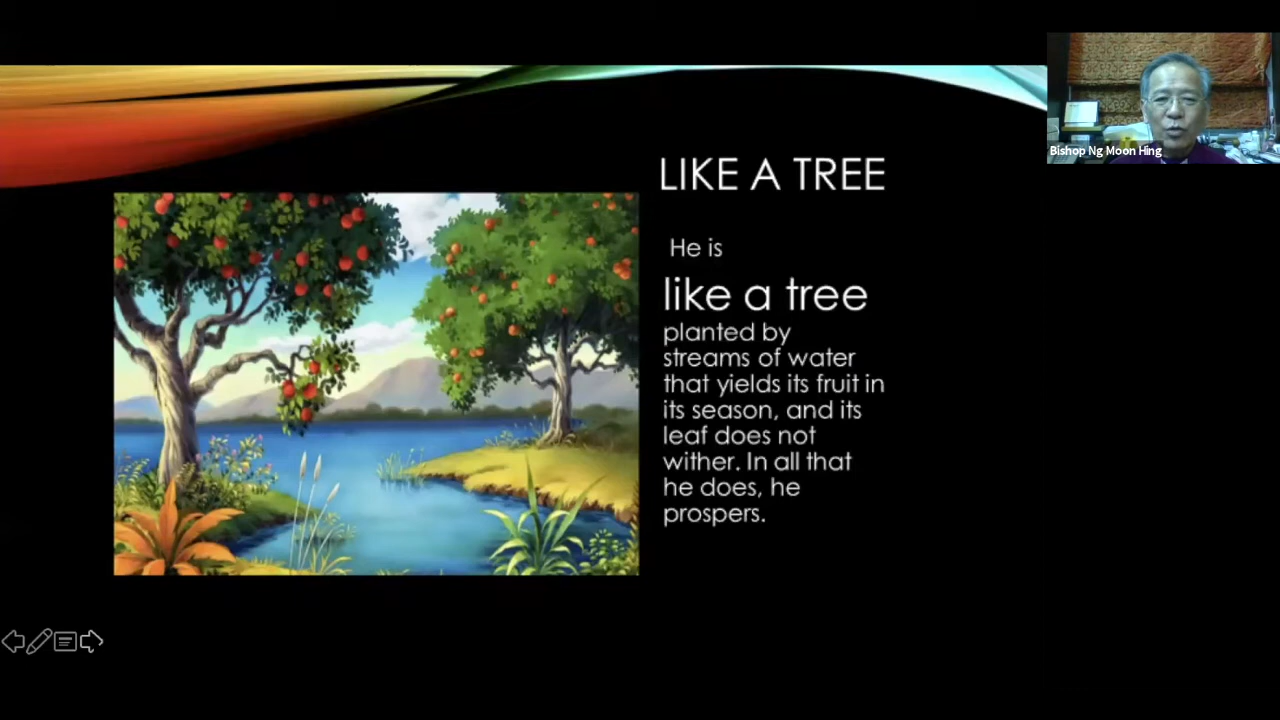 Bishop Ng Moon Hing
LIKE A TREE
He is
like a tree
planted by
streams of water
that yields its fruit in
its season, and its
leaf does not
wither. In all that
he does, he
prospers.